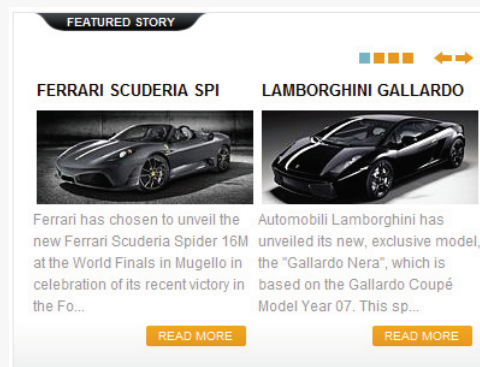 FEATURED STORY
FERRARI SCUDERIA SPI
Ferrari has chosen to unveil the
new Ferrari Scuderia Spider 16M
at the World Finals in Mugello in
celebration of its recent victory in
the Fo...
READ MORE
LAMBORGHINI GALLARDO
Automobili Lamborghini has
unveiled its new, exclusive model,
the "Gallardo Nera", which is
based on the Gallardo Coupé
Model Year 07. This sp...
READ MORE